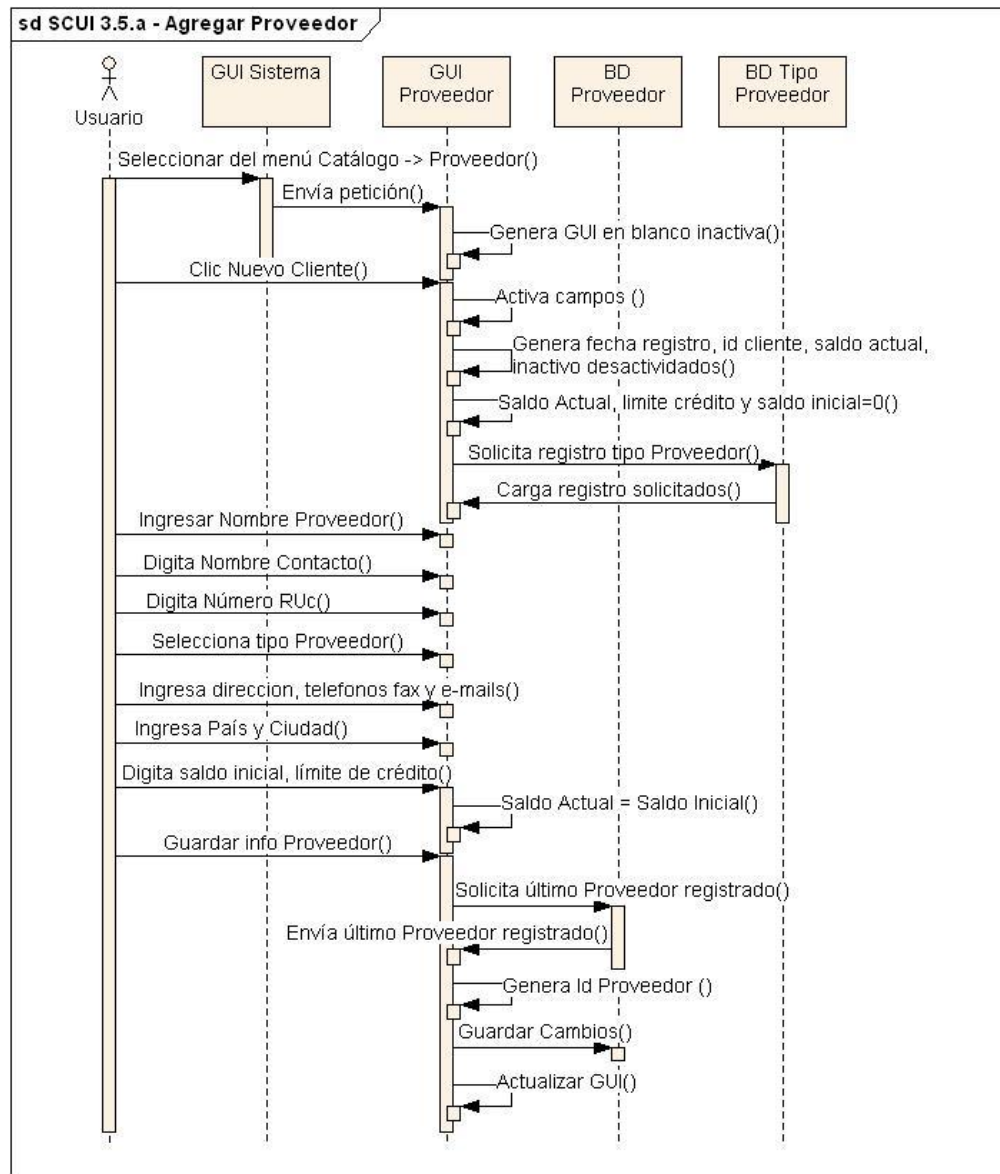 sd SCUI 3.5.a - Agregar Proveedor
Usuario
GUI Sistema
GUI
Proveedor
BD
Proveedor
BD Tipo
Proveedor
Seleccionar del menú Catálogo -> Proveedor()
Envía petición()
Genera GUI en blanco inactiva()
Clic Nuevo Cliente()
Activa campos ()
Genera fecha registro, id cliente, saldo actual,
inactivo desactividados()
Saldo Actual, limite crédito y saldo inicial=0()
Solicita registro tipo Proveedor()
Carga registro solicitados()
Ingresar Nombre Proveedor()
Digita Nombre Contacto()
Digita Número RUc()
Selecciona tipo Proveedor()
Ingresa direccion, telefonos fax y e-mails()
Ingresa País y Ciudad()
Digita saldo inicial, límite de crédito()
Saldo Actual = Saldo Inicial()
Guardar info Proveedor()
Solicita último Proveedor registrado()
Envía último Proveedor registrado()
Genera Id Proveedor ()
Guardar Cambios()
Actualizar GUI()